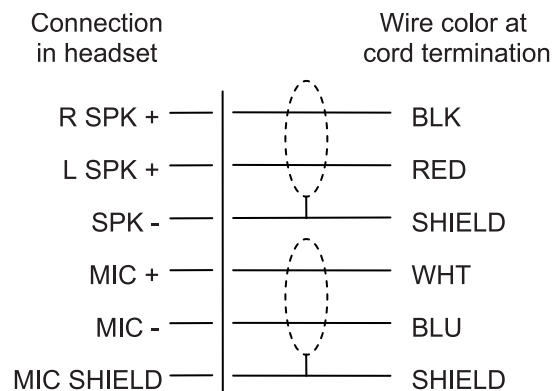 Connection
in headset
Wire color at
cord termination
R SPK + BLK
L SPK + RED
SPK - SHIELD
MIC + WHT
MIC - BLU
MIC SHIELD SHIELD